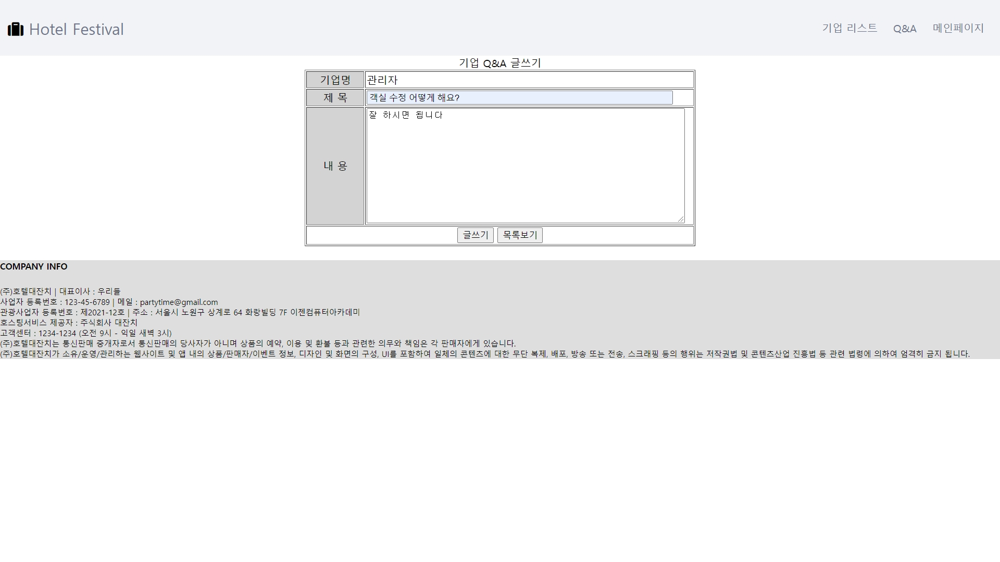 Hotel Festival
기업 리스트 Q&A 메인페이지
기업 Q&A 글쓰기
기업명 관리자
제 목 객실 수정 어떻게 해요?
내 용 잘 하시면 됩니다
글쓰기 목록보기
COMPANY INFO
(주)호텔대잔치 | 대표이사 : 우리들
사업자 등록번호 : 123-45-6789 | 메일 : partytime@gmail.com
관광사업자 등록번호 : 제2021-12호 | 주소 : 서울시 노원구 상계로 64 화랑빌딩 7F 이젠컴퓨터아카데미
호스팅서비스 제공자 : 주식회사 대잔치
고객센터 : 1234-1234 (오전 9시 - 익일 새벽 3시)
(주)호텔대잔치는 통신판매 중개자로서 통신판매의 당사자가 아니며 상품의 예약, 이용 및 환불 등과 관련한 의무와 책임은 각 판매자에게 있습니다.
(주)호텔대잔치가 소유/운영/관리하는 웹사이트 및 앱 내의 상품/판매자/이벤트 정보, 디자인 및 화면의 구성, UI를 포함하여 일체의 콘텐츠에 대한 무단 복제, 배포, 방송 또는 전송, 스크래핑 등의 행위는 저작권법 및 콘텐츠산업 진흥법 등 관련 법령에 의하여 엄격히 금지 됩니다.